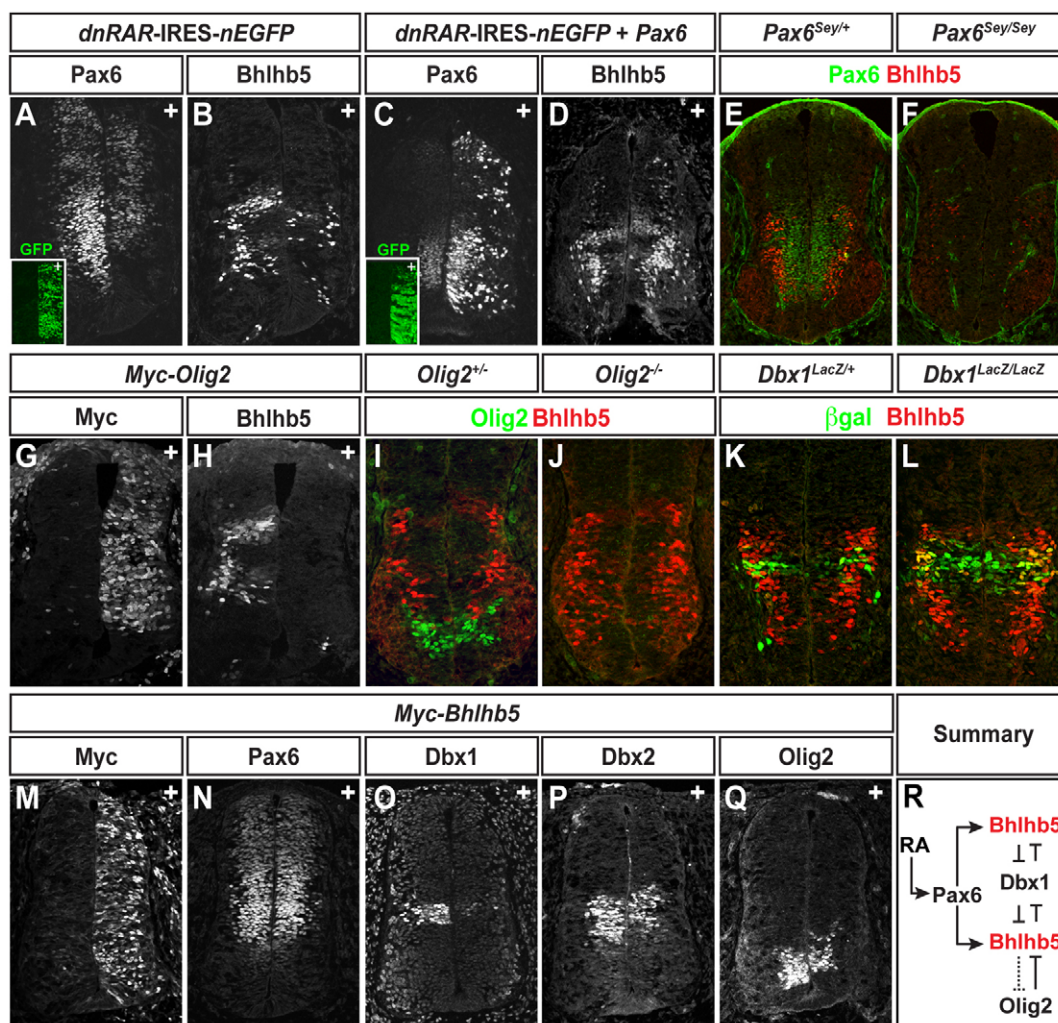 dnRAR-IRES-nEGFP dnRAR-IRES-nEGFP + Pax6 Pax6Sey/+ Pax6Sey/Sey
Pax6 Bhlhb5 Pax6 Bhlhb5 Pax6 Bhlhb5
A + B + C + D + E F
GFP GFP
+ +
Myc-Olig2 Olig2+/- Olig2-/- Dbx1LacZ/+ Dbx1LacZ/LacZ
Myc Bhlhb5 Olig2 Bhlhb5 βgal Bhlhb5
G + H + I J K L
Myc-Bhlhb5 Summary
Myc Pax6 Dbx1 Dbx2 Olig2
M + N + O + P + Q + R
Bhlhb5
RA
Dbx1
Pax6
Bhlhb5
Olig2